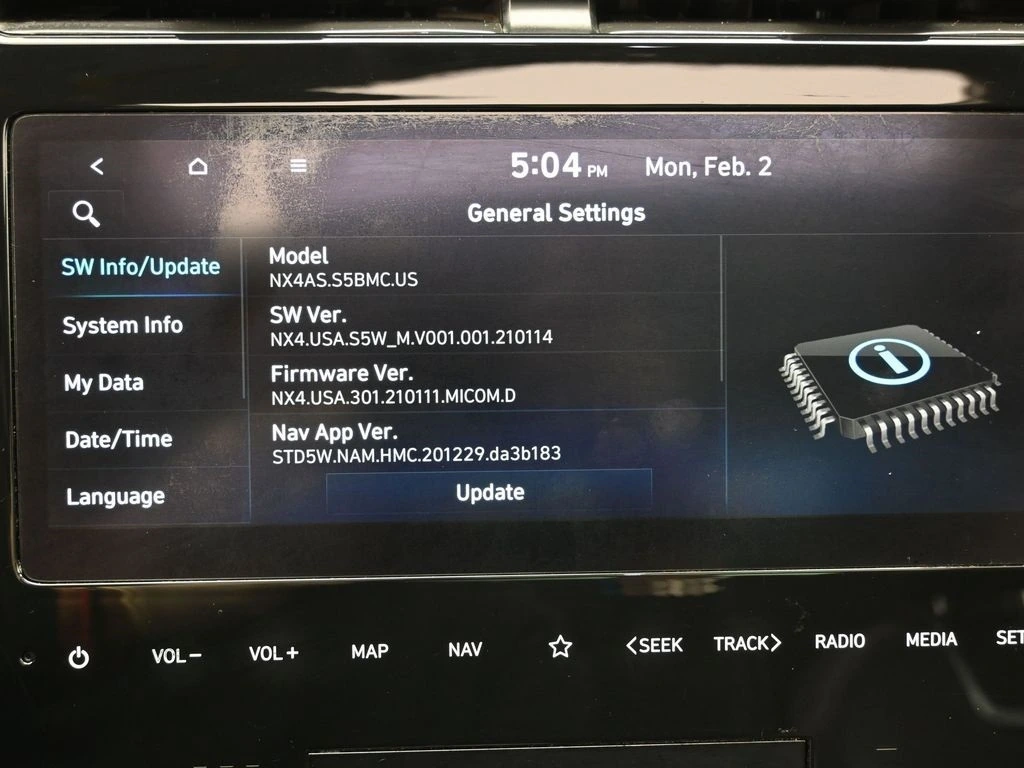 5:04 PM Mon, Feb. 2
General Settings
SW Info/Update
System Info
My Data
Date/Time
Language
Model
NX4AS.S5BMC.US
SW Ver.
NX4.USA.S5W_M.V001.001.210114
Firmware Ver.
NX4.USA.301.210111.MICOM.D
Nav App Ver.
STD5W.NAM.HMC.201229.da3b183
Update
VOL− VOL+ MAP NAV <SEEK TRACK> RADIO MEDIA SET